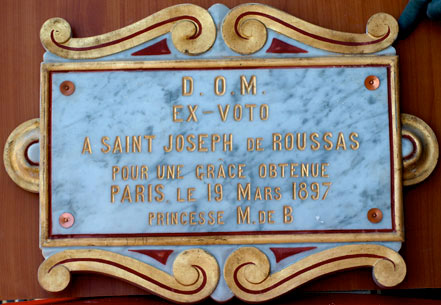 D. O. M.
EX-VOTO
A SAINT JOSEPH DE ROUSSAS
POUR UNE GRÂCE OBTENUE
PARIS, LE 19 MARS 1897
PRINCESSE M. DE B